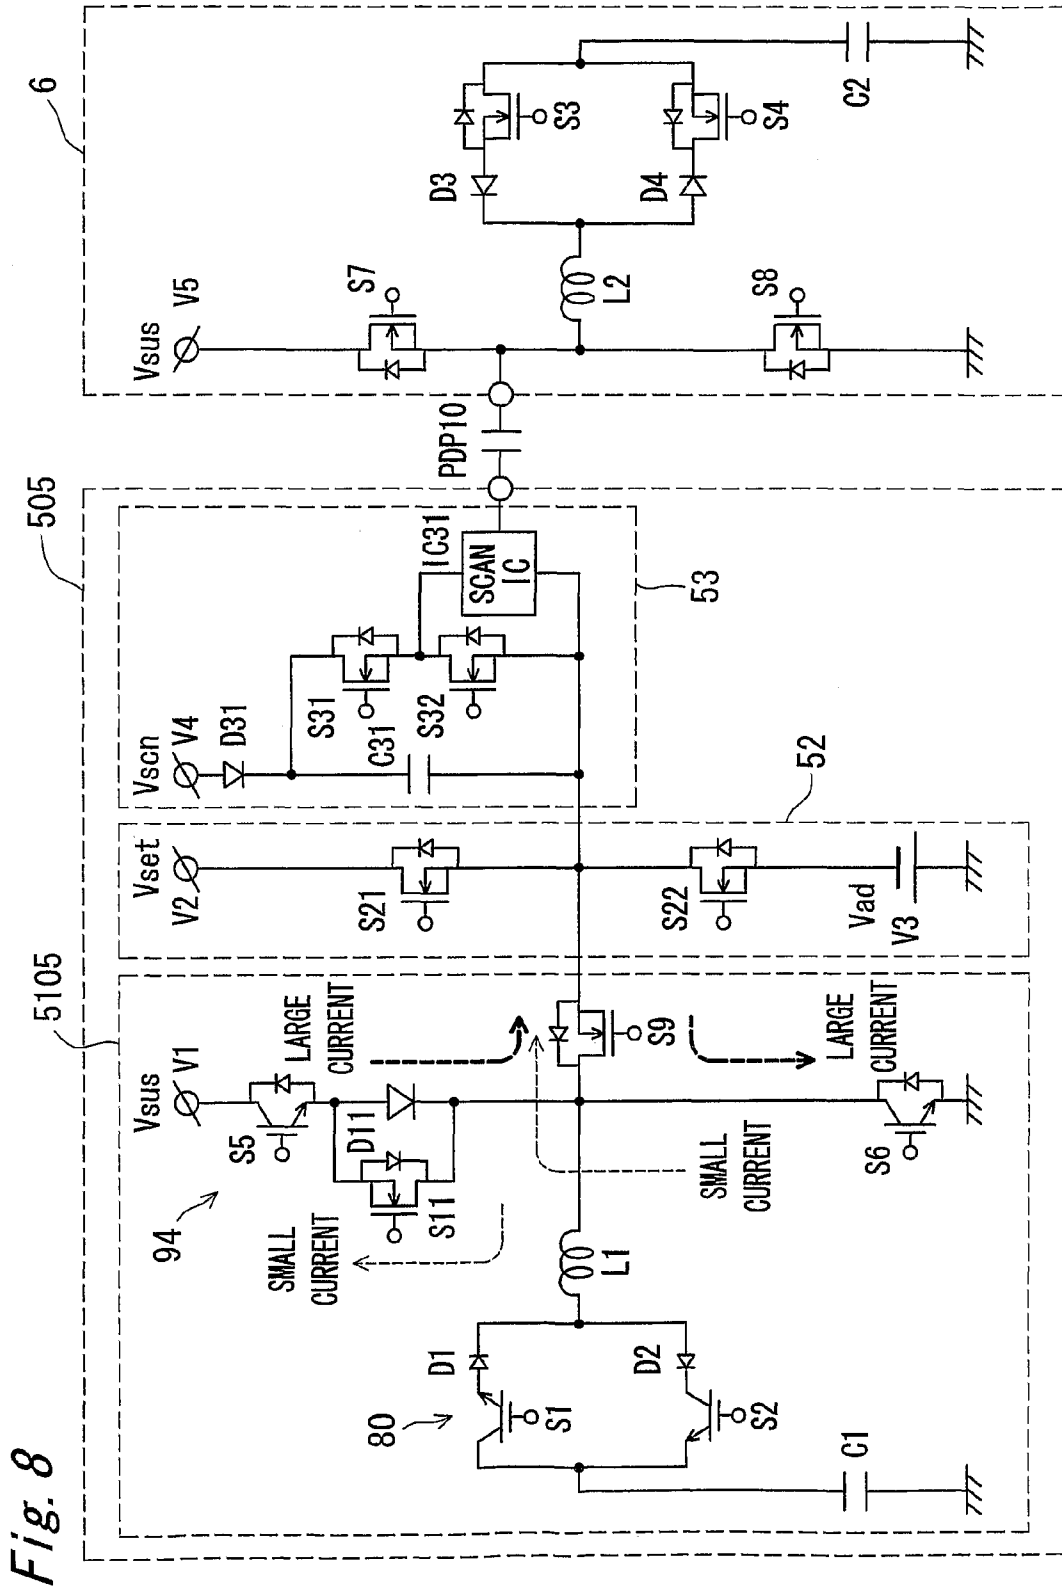 Fig. 8
505
5105
6
94
Vsus
V1
S5
LARGE
CURRENT
D11
S11
SMALL
CURRENT
80
D1
S1
D2
S2
L1
C1
SMALL
CURRENT
S9
S6
LARGE
CURRENT
Vset
V2
S21
S22
Vad
V3
52
Vscn
V4
D31
S31
C31
S32
IC31
SCAN
IC
53
PDP10
Vsus
V5
S7
L2
S8
D3
S3
D4
S4
C2